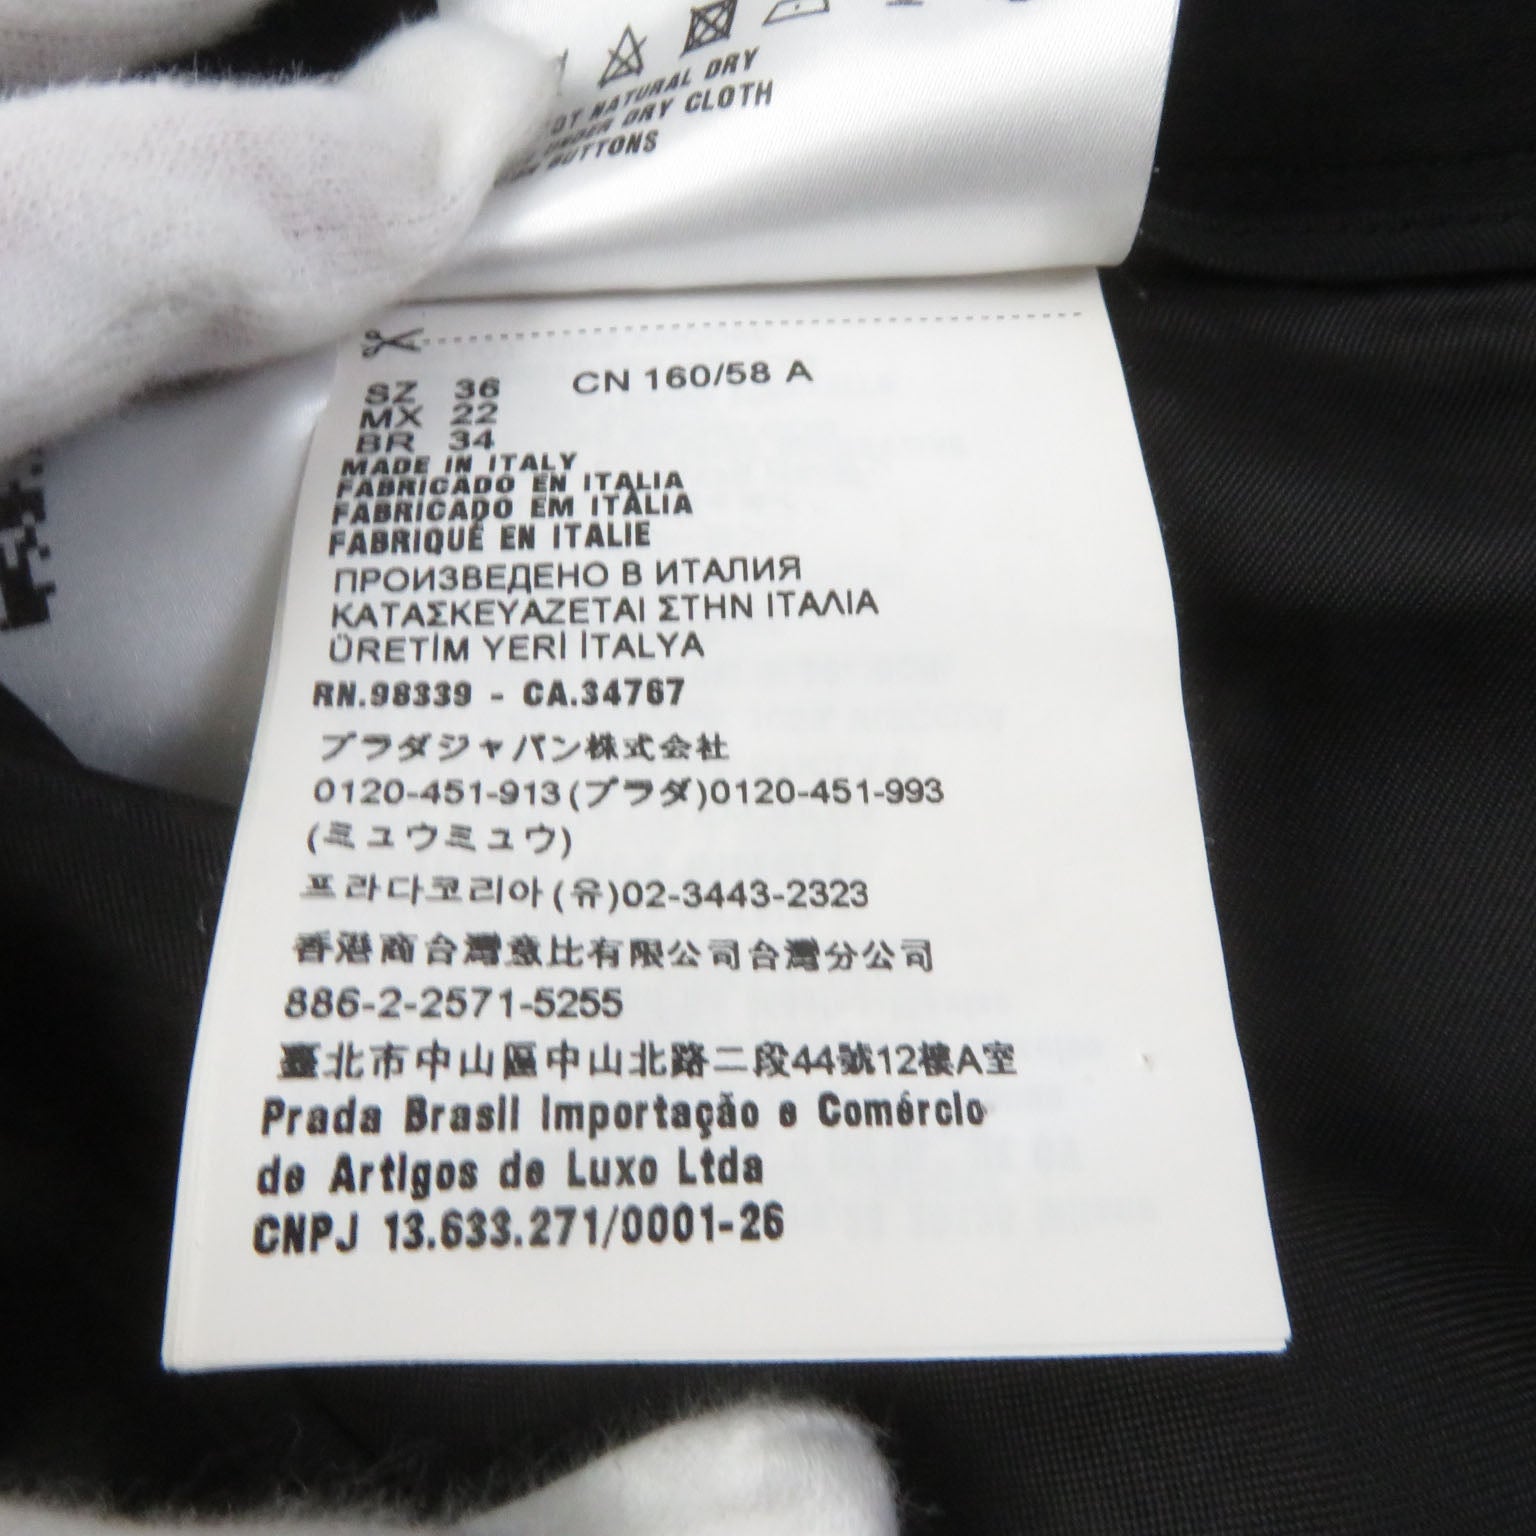 NATURAL DRY
DRY CLOTH
BUTTONS
SZ 36 CN 160/58 A
MX 22
BR 34
MADE IN ITALY
FABRICADO EN ITALIA
FABRICADO EM ITÀLIA
FABRIQUÉ EN ITALIE
ПРОИЗВЕДЕНО В ИТАЛИЯ
ΚΑΤΑΣΚΕΥΑΖΕΤΑΙ ΣΤΗΝ ΙΤΑΛΙΑ
ÜRETİM YERİ İTALYA
RN.98339 - CA.34767
プラダジャパン株式会社
0120-451-913(プラダ)0120-451-993
(ミュウミュウ)
프라다코리아(유)02-3443-2323
香港商台灣意比有限公司台灣分公司
886-2-2571-5255
臺北市中山區中山北路二段44號12樓A室
Prada Brasil Importação e Comércio
de Artigos de Luxo Ltda
CNPJ 13.633.271/0001-26